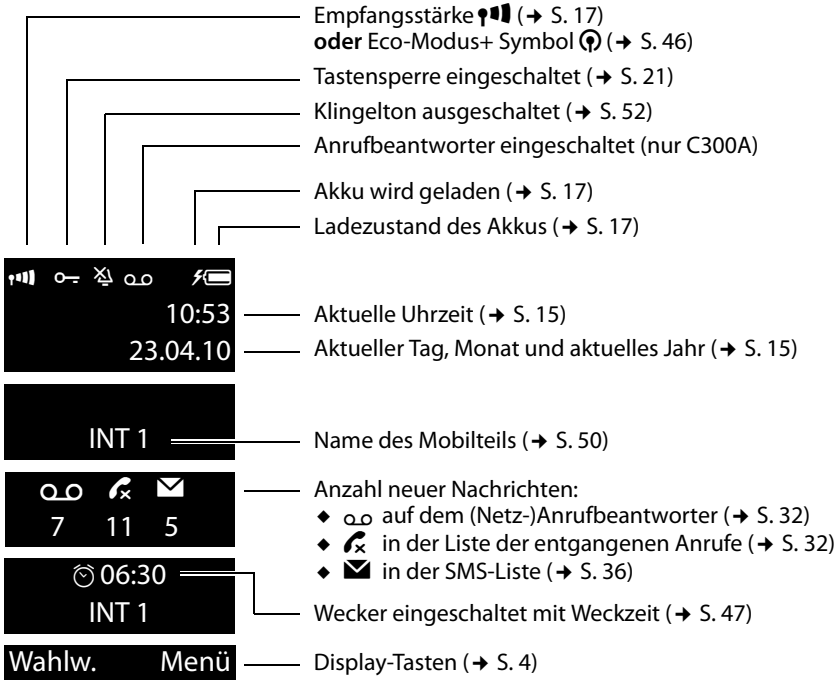 Empfangsstärke (➔ S. 17)
oder Eco-Modus+ Symbol (➔ S. 46)
Tastensperre eingeschaltet (➔ S. 21)
Klingelton ausgeschaltet (➔ S. 52)
Anrufbeantworter eingeschaltet (nur C300A)
Akku wird geladen (➔ S. 17)
Ladezustand des Akkus (➔ S. 17)
10:53
Aktuelle Uhrzeit (➔ S. 15)
23.04.10
Aktueller Tag, Monat und aktuelles Jahr (➔ S. 15)
INT 1
Name des Mobilteils (➔ S. 50)
Anzahl neuer Nachrichten:
7 11 5
◆ auf dem (Netz-)Anrufbeantworter (➔ S. 32)
◆ in der Liste der entgangenen Anrufe (➔ S. 32)
◆ in der SMS-Liste (➔ S. 36)
06:30
INT 1
Wecker eingeschaltet mit Weckzeit (➔ S. 47)
Wahlw. Menü
Display-Tasten (➔ S. 4)